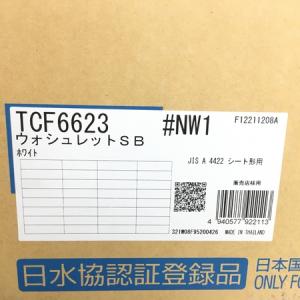 TCF6623 #NW1 F12211208A
ウォシュレットSB
ホワイト
JIS A 4422 シート形用
販売店様用
4 940577 922113
321W08F95200426 MADE IN THAILAND
日水協認証登録品
日本国
ONLY FO